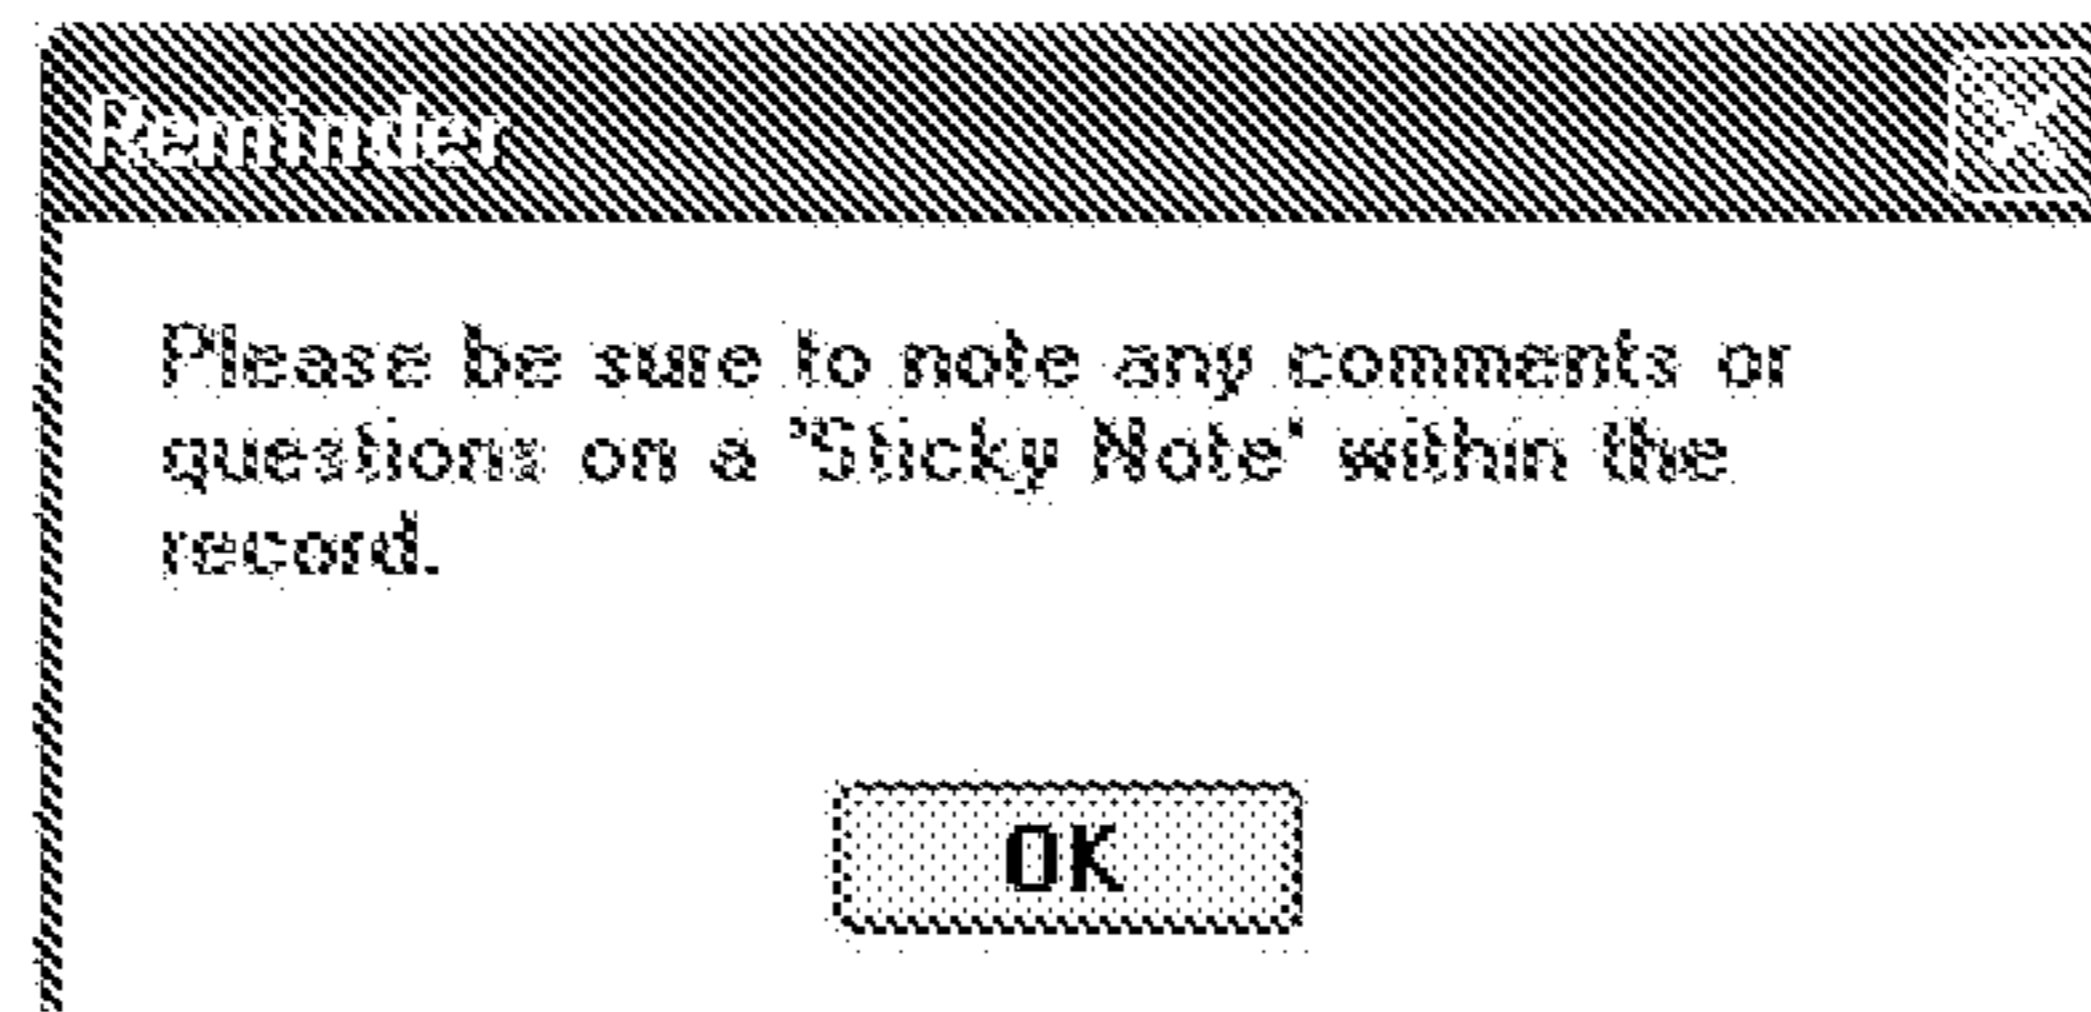 Reminder
Please be sure to note any comments or
questions on a "Sticky Note" within the
record.
OK